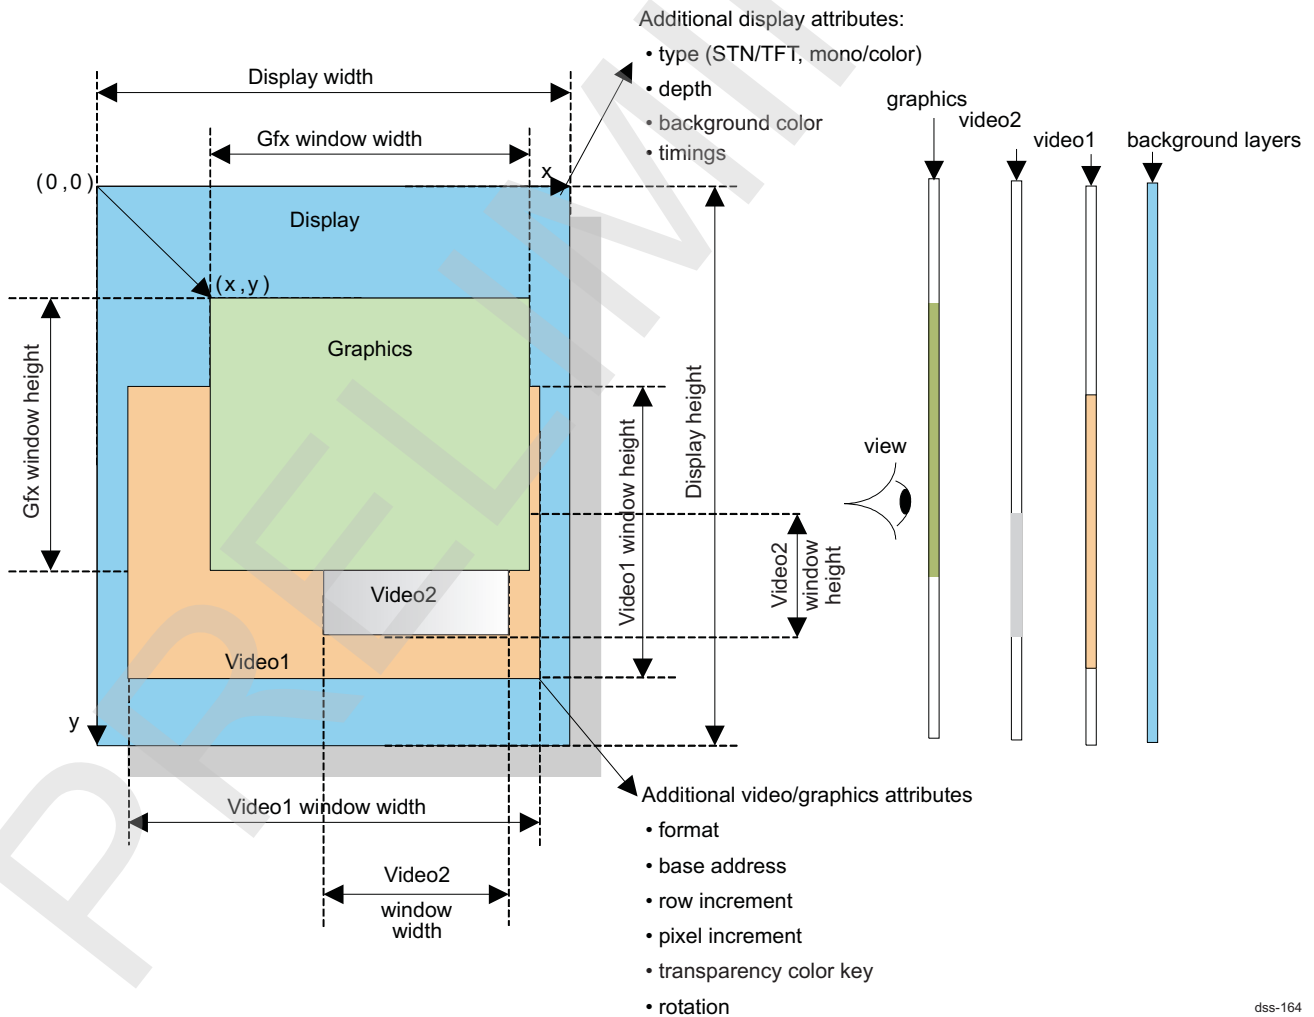 Additional display attributes:
• type (STN/TFT, mono/color)
• depth
• background color
• timings
Display width
Gfx window width
graphics
video2
video1
background layers
(0,0)
x
Display
(x,y)
Graphics
Gfx window height
Video1 window height
Display height
Video2
window
height
view
Video2
Video1
y
Video1 window width
Video2
window
width
Additional video/graphics attributes
• format
• base address
• row increment
• pixel increment
• transparency color key
• rotation
dss-164
PRELIMI